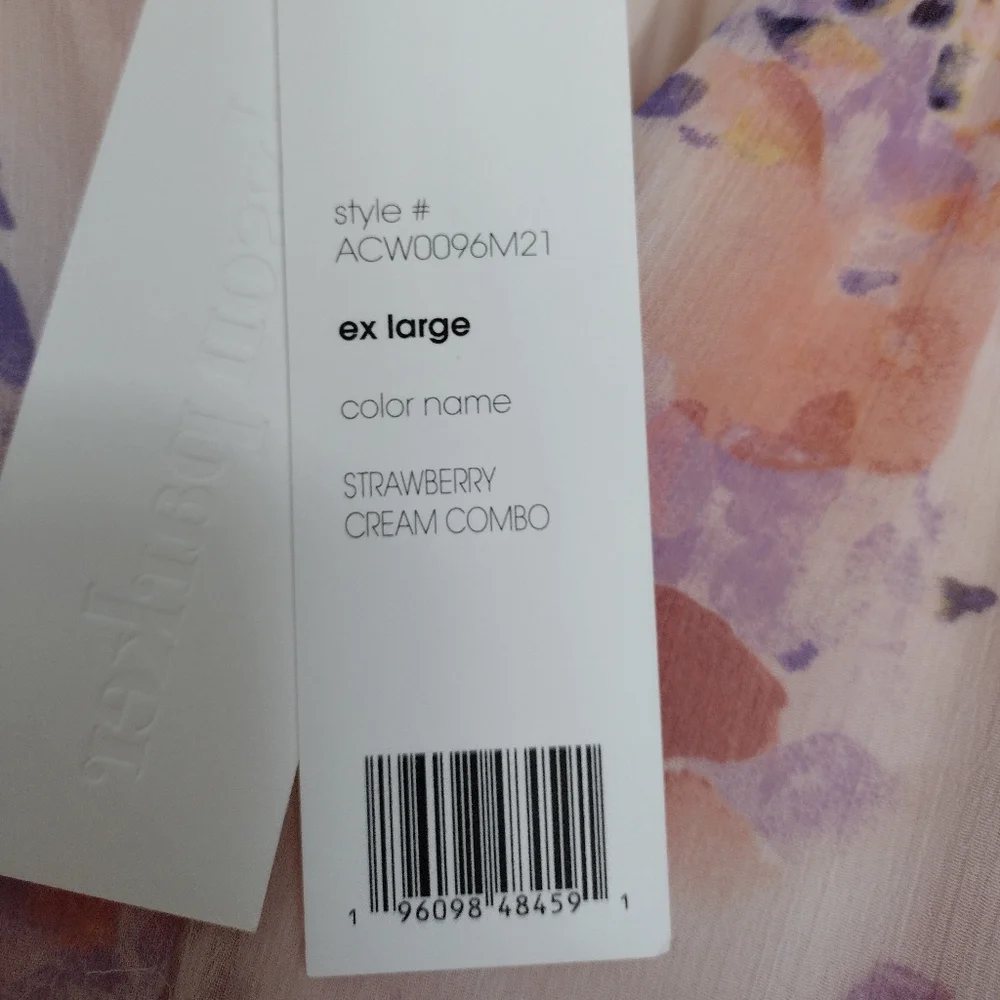 style #
ACW0096M21
ex large
color name
STRAWBERRY
CREAM COMBO
1 96098 48459 1